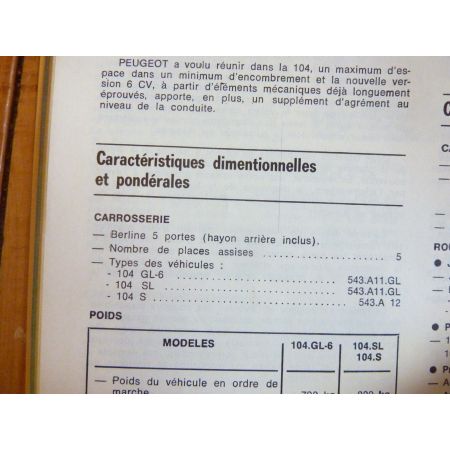 PEUGEOT a voulu réunir dans la 104, un maximum d'es-
pace dans un minimum d'encombrement et la nouvelle ver-
sion 6 CV, à partir d'éléments mécaniques déjà longuement
éprouvés, apporte, en plus, un supplément d'agrément au
niveau de la conduite.
Caractéristiques dimentionnelles
et pondérales
CARROSSERIE
— Berline 5 portes (hayon arrière inclus).
— Nombre de places assises .................... 5
— Types des véhicules :
- 104 GL-6 .............................. 543.A11.GL
- 104 SL .............................. 543.A11.GL
- 104 S .............................. 543.A 12
POIDS
MODELES 104.GL-6 104.SL
104.S
— Poids du véhicule en ordre de
marche